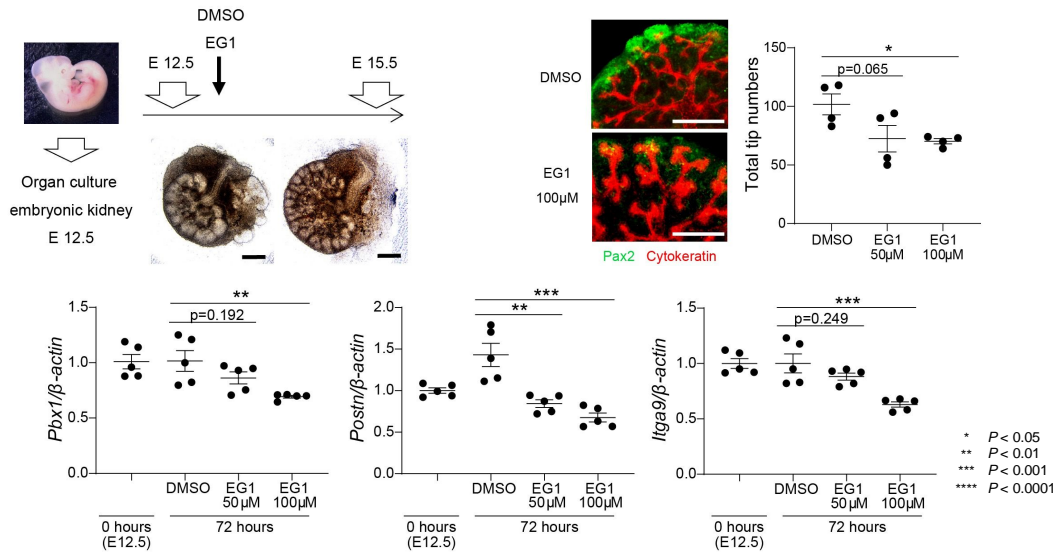 DMSO
EG1
E 12.5
E 15.5
Organ culture
embryonic kidney
E 12.5
DMSO
EG1
100µM
Pax2 Cytokeratin
Total tip numbers
150
100
50
0
*
p=0.065
DMSO
EG1
50µM
EG1
100µM
Pbx1/β-actin
1.5
1.0
0.5
0.0
**
p=0.192
DMSO
EG1
50µM
EG1
100µM
0 hours
(E12.5)
72 hours
Postn/β-actin
2.0
1.5
1.0
0.5
0.0
***
**
DMSO
EG1
50µM
EG1
100µM
0 hours
(E12.5)
72 hours
Itga9/β-actin
1.5
1.0
0.5
0.0
***
p=0.249
DMSO
EG1
50µM
EG1
100µM
0 hours
(E12.5)
72 hours
* P < 0.05
** P < 0.01
*** P < 0.001
**** P < 0.0001